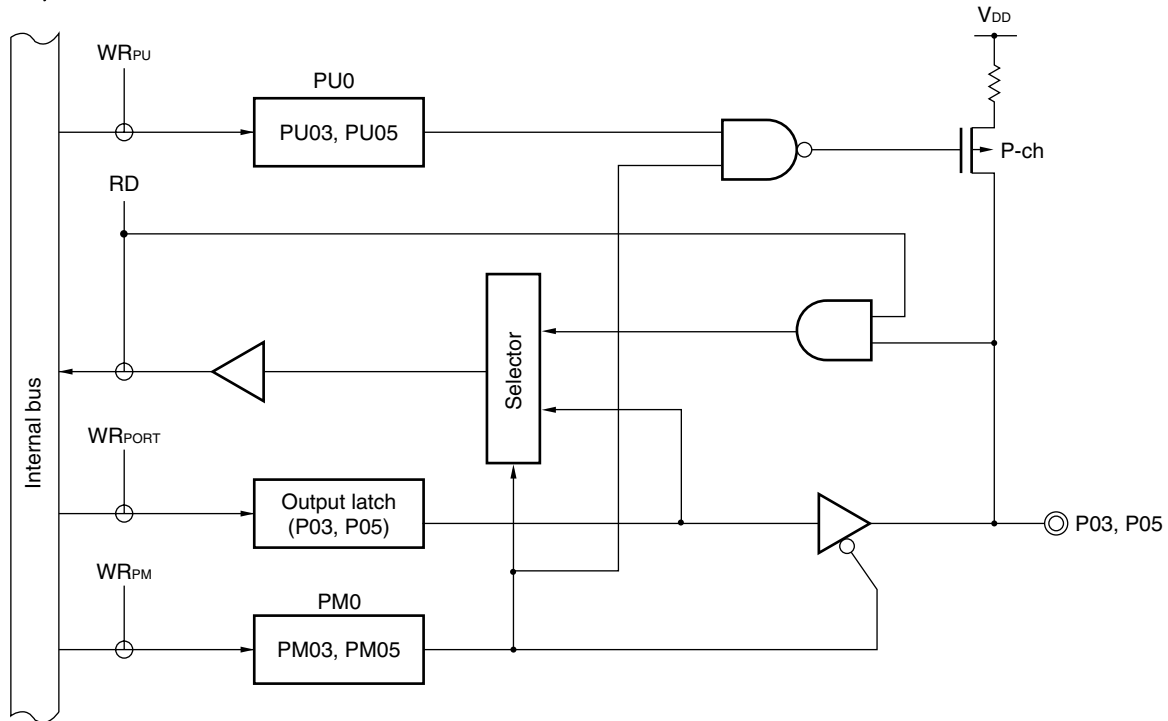 VDD
WRPU
PU0
PU03, PU05
P-ch
RD
Selector
Internal bus
WRPORT
Output latch
(P03, P05)
P03, P05
WRPM
PM0
PM03, PM05